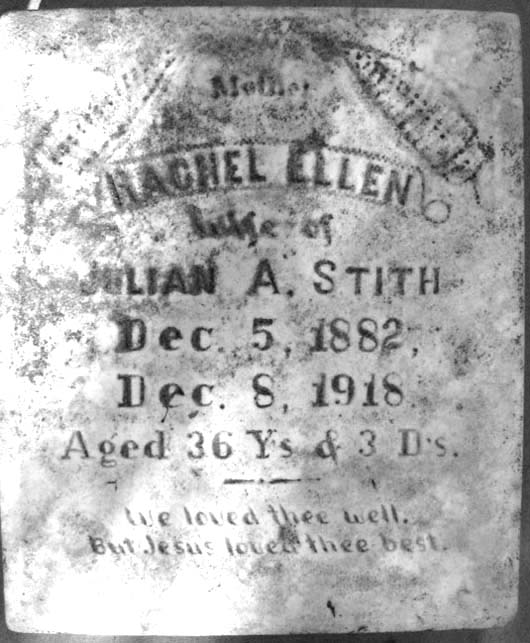 Mother
RACHEL ELLEN
Wife of
JULIAN A. STITH
Dec. 5, 1882,
Dec. 8, 1918
Aged 36 Ys & 3 D's.
We loved thee well.
But Jesus loved thee best.